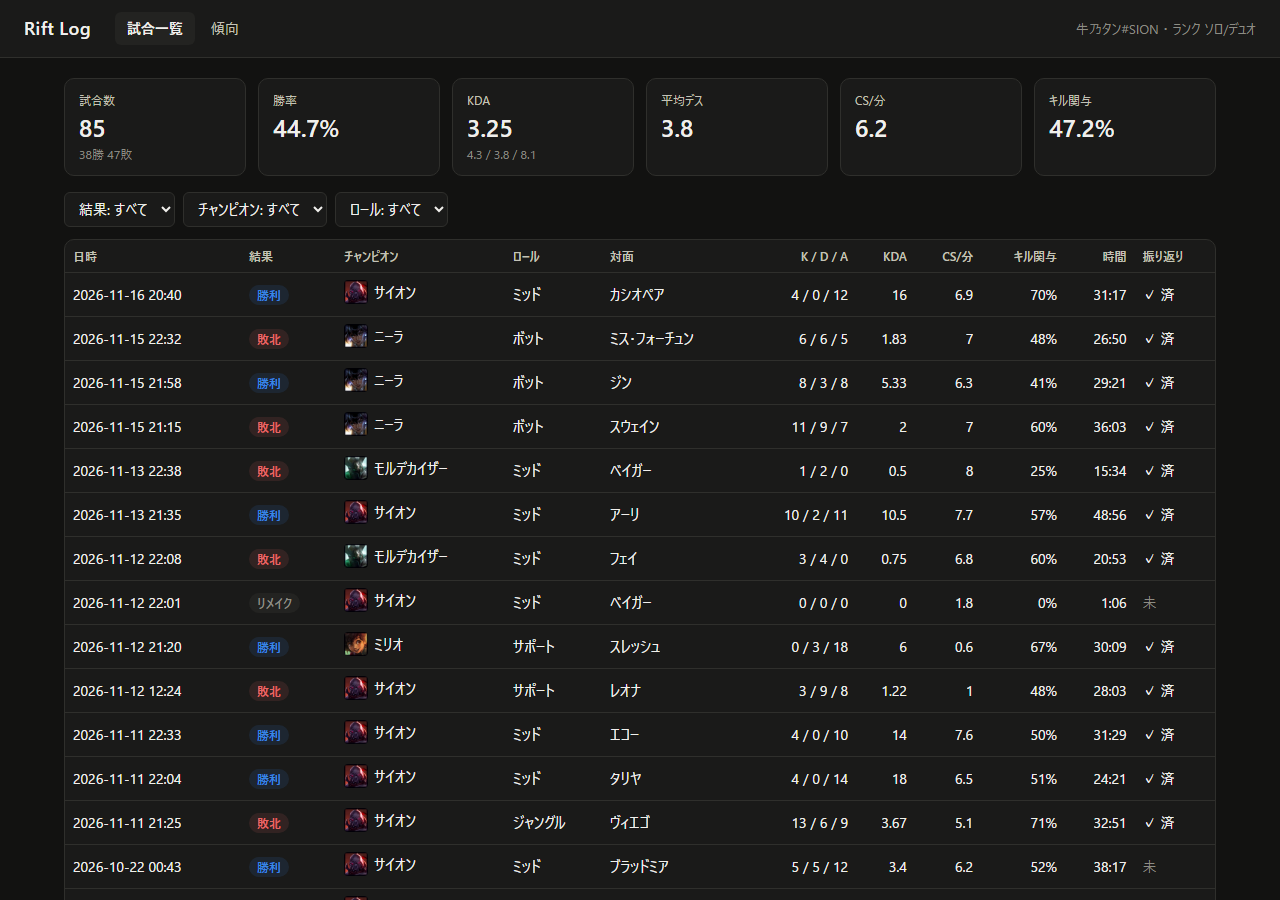 Rift Log 試合一覧 傾向 牛乃タン#SION・ランク ソロ/デュオ
試合数 勝率 KDA 平均デス CS/分 キル関与
85 44.7% 3.25 3.8 6.2 47.2%
38勝 47敗 4.3 / 3.8 / 8.1
結果: すべて チャンピオン: すべて ロール: すべて
日時 結果 チャンピオン ロール 対面 K / D / A KDA CS/分 キル関与 時間 振り返り
2026-11-16 20:40 勝利 サイオン ミッド カシオペア 4 / 0 / 12 16 6.9 70% 31:17 ✓ 済
2026-11-15 22:32 敗北 ニーラ ボット ミス・フォーチュン 6 / 6 / 5 1.83 7 48% 26:50 ✓ 済
2026-11-15 21:58 勝利 ニーラ ボット ジン 8 / 3 / 8 5.33 6.3 41% 29:21 ✓ 済
2026-11-15 21:15 敗北 ニーラ ボット スウェイン 11 / 9 / 7 2 7 60% 36:03 ✓ 済
2026-11-13 22:38 敗北 モルデカイザー ミッド ベイガー 1 / 2 / 0 0.5 8 25% 15:34 ✓ 済
2026-11-13 21:35 勝利 サイオン ミッド アーリ 10 / 2 / 11 10.5 7.7 57% 48:56 ✓ 済
2026-11-12 22:08 敗北 モルデカイザー ミッド フェイ 3 / 4 / 0 0.75 6.8 60% 20:53 ✓ 済
2026-11-12 22:01 リメイク サイオン ミッド ベイガー 0 / 0 / 0 0 1.8 0% 1:06 未
2026-11-12 21:20 勝利 ミリオ サポート スレッシュ 0 / 3 / 18 6 0.6 67% 30:09 ✓ 済
2026-11-12 12:24 敗北 サイオン サポート レオナ 3 / 9 / 8 1.22 1 48% 28:03 ✓ 済
2026-11-11 22:33 勝利 サイオン ミッド エコー 4 / 0 / 10 14 7.6 50% 31:29 ✓ 済
2026-11-11 22:04 勝利 サイオン ミッド タリヤ 4 / 0 / 14 18 6.5 51% 24:21 ✓ 済
2026-11-11 21:25 敗北 サイオン ジャングル ヴィエゴ 13 / 6 / 9 3.67 5.1 71% 32:51 ✓ 済
2026-10-22 00:43 勝利 サイオン ミッド ブラッドミア 5 / 5 / 12 3.4 6.2 52% 38:17 未